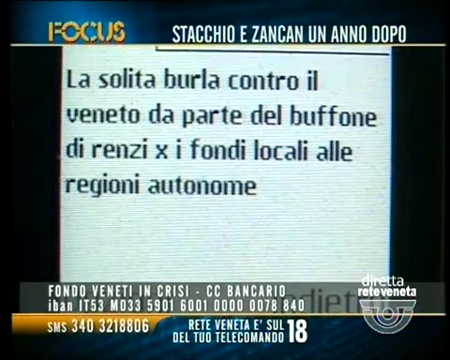 FOCUS
STACCHIO E ZANCAN UN ANNO DOPO
La solita burla contro il
veneto da parte del buffone
di renzi x i fondi locali alle
regioni autonome
FONDO VENETI IN CRISI - CC BANCARIO
iban IT53 M033 5901 6001 0000 0078 840
diretta
reteveneta
SMS 340 3218806
RETE VENETA E' SUL
DEL TUO TELECOMANDO
18